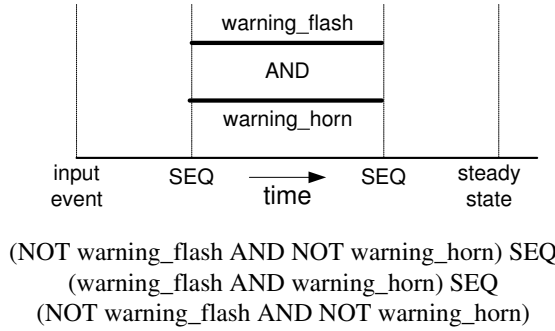 warning_flash
AND
warning_horn
input event
SEQ
time
SEQ
steady state
(NOT warning_flash AND NOT warning_horn) SEQ
(warning_flash AND warning_horn) SEQ
(NOT warning_flash AND NOT warning_horn)